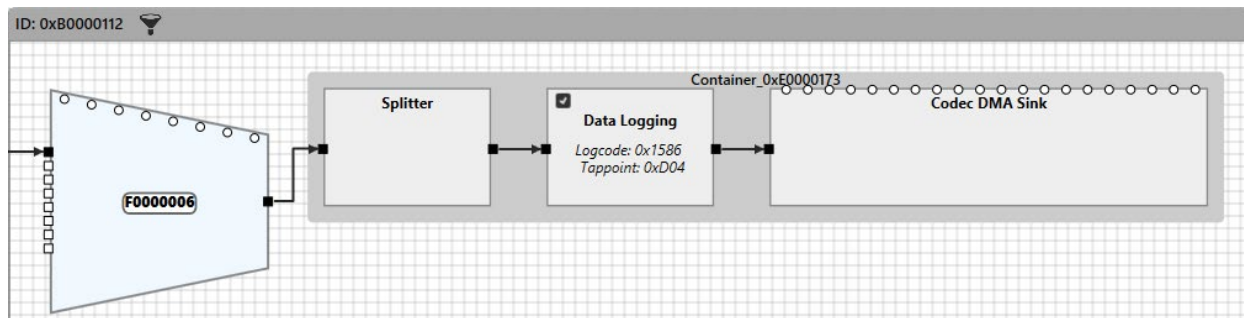 ID: 0xB0000112
Container_0xE0000173
Splitter
Data Logging
Logcode: 0x1586
Tappoint: 0xD04
Codec DMA Sink
F0000006